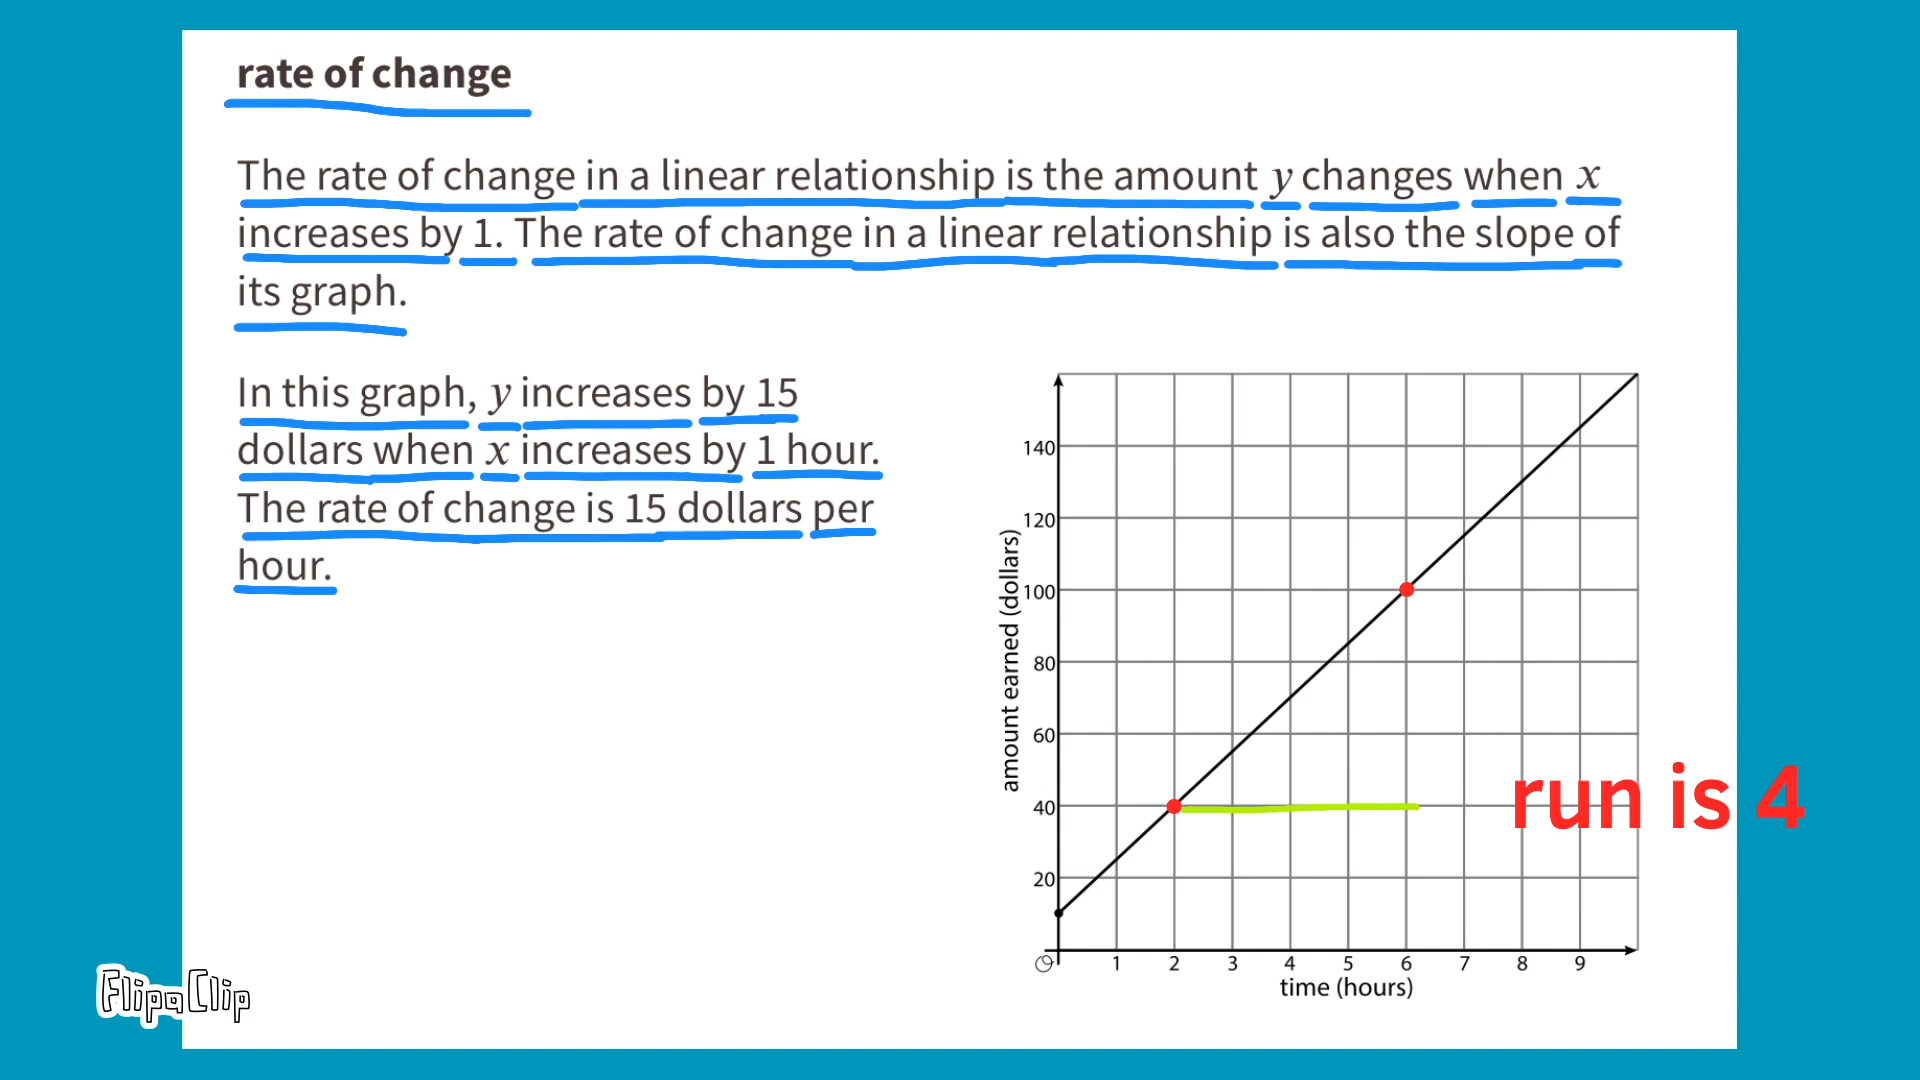 rate of change
The rate of change in a linear relationship is the amount y changes when x
increases by 1. The rate of change in a linear relationship is also the slope of
its graph.
In this graph, y increases by 15
dollars when x increases by 1 hour.
The rate of change is 15 dollars per
hour.
amount earned (dollars)
140
120
100
80
60
40
20
run is 4
O 1 2 3 4 5 6 7 8 9
time (hours)
FlipaClip